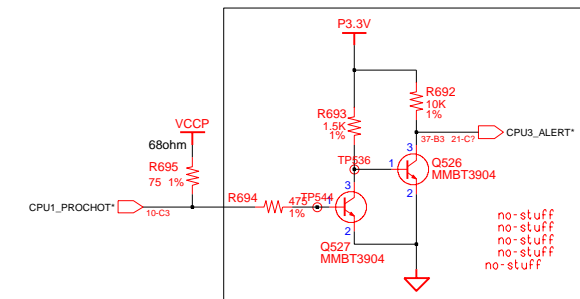 P3.3V
R692
10K
1%
R693
1.5K
1%
VCCP
68ohm
R695
75 1%
37-B3 21-C?
CPU3_ALERT*
TP536
3
1
2
Q526
MMBT3904
CPU1_PROCHOT*
10-C3
R694
475
1%
TP544
1
3
2
Q527
MMBT3904
no-stuff
no-stuff
no-stuff
no-stuff
no-stuff